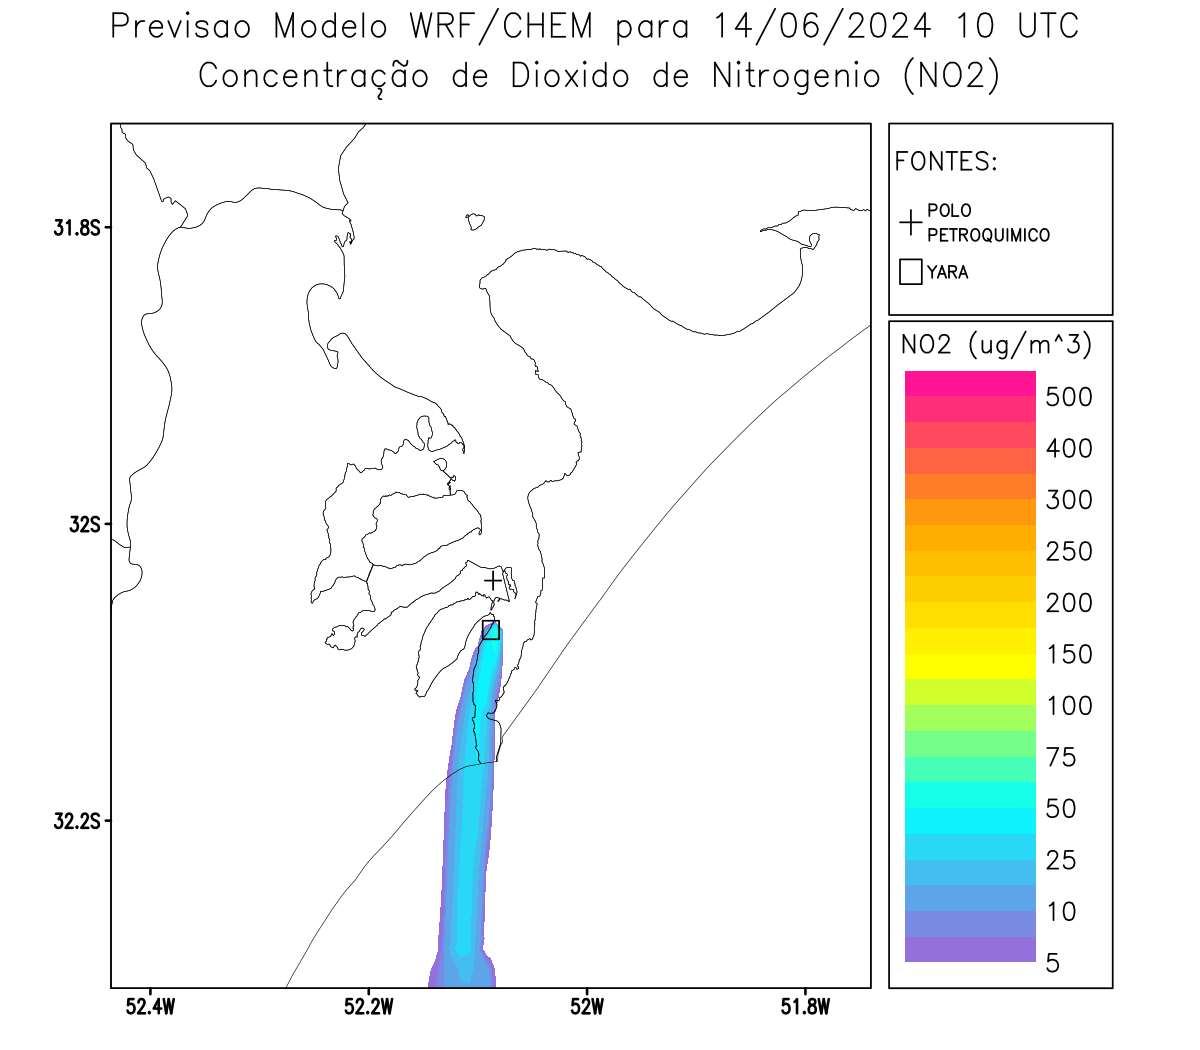 Previsao Modelo WRF/CHEM para 14/06/2024 10 UTC
Concentração de Dioxido de Nitrogenio (NO2)
FONTES:
POLO
PETROQUIMICO
YARA
NO2 (ug/m^3)
500
400
300
250
200
150
100
75
50
25
10
5
31.8S
32S
32.2S
52.4W
52.2W
52W
51.8W